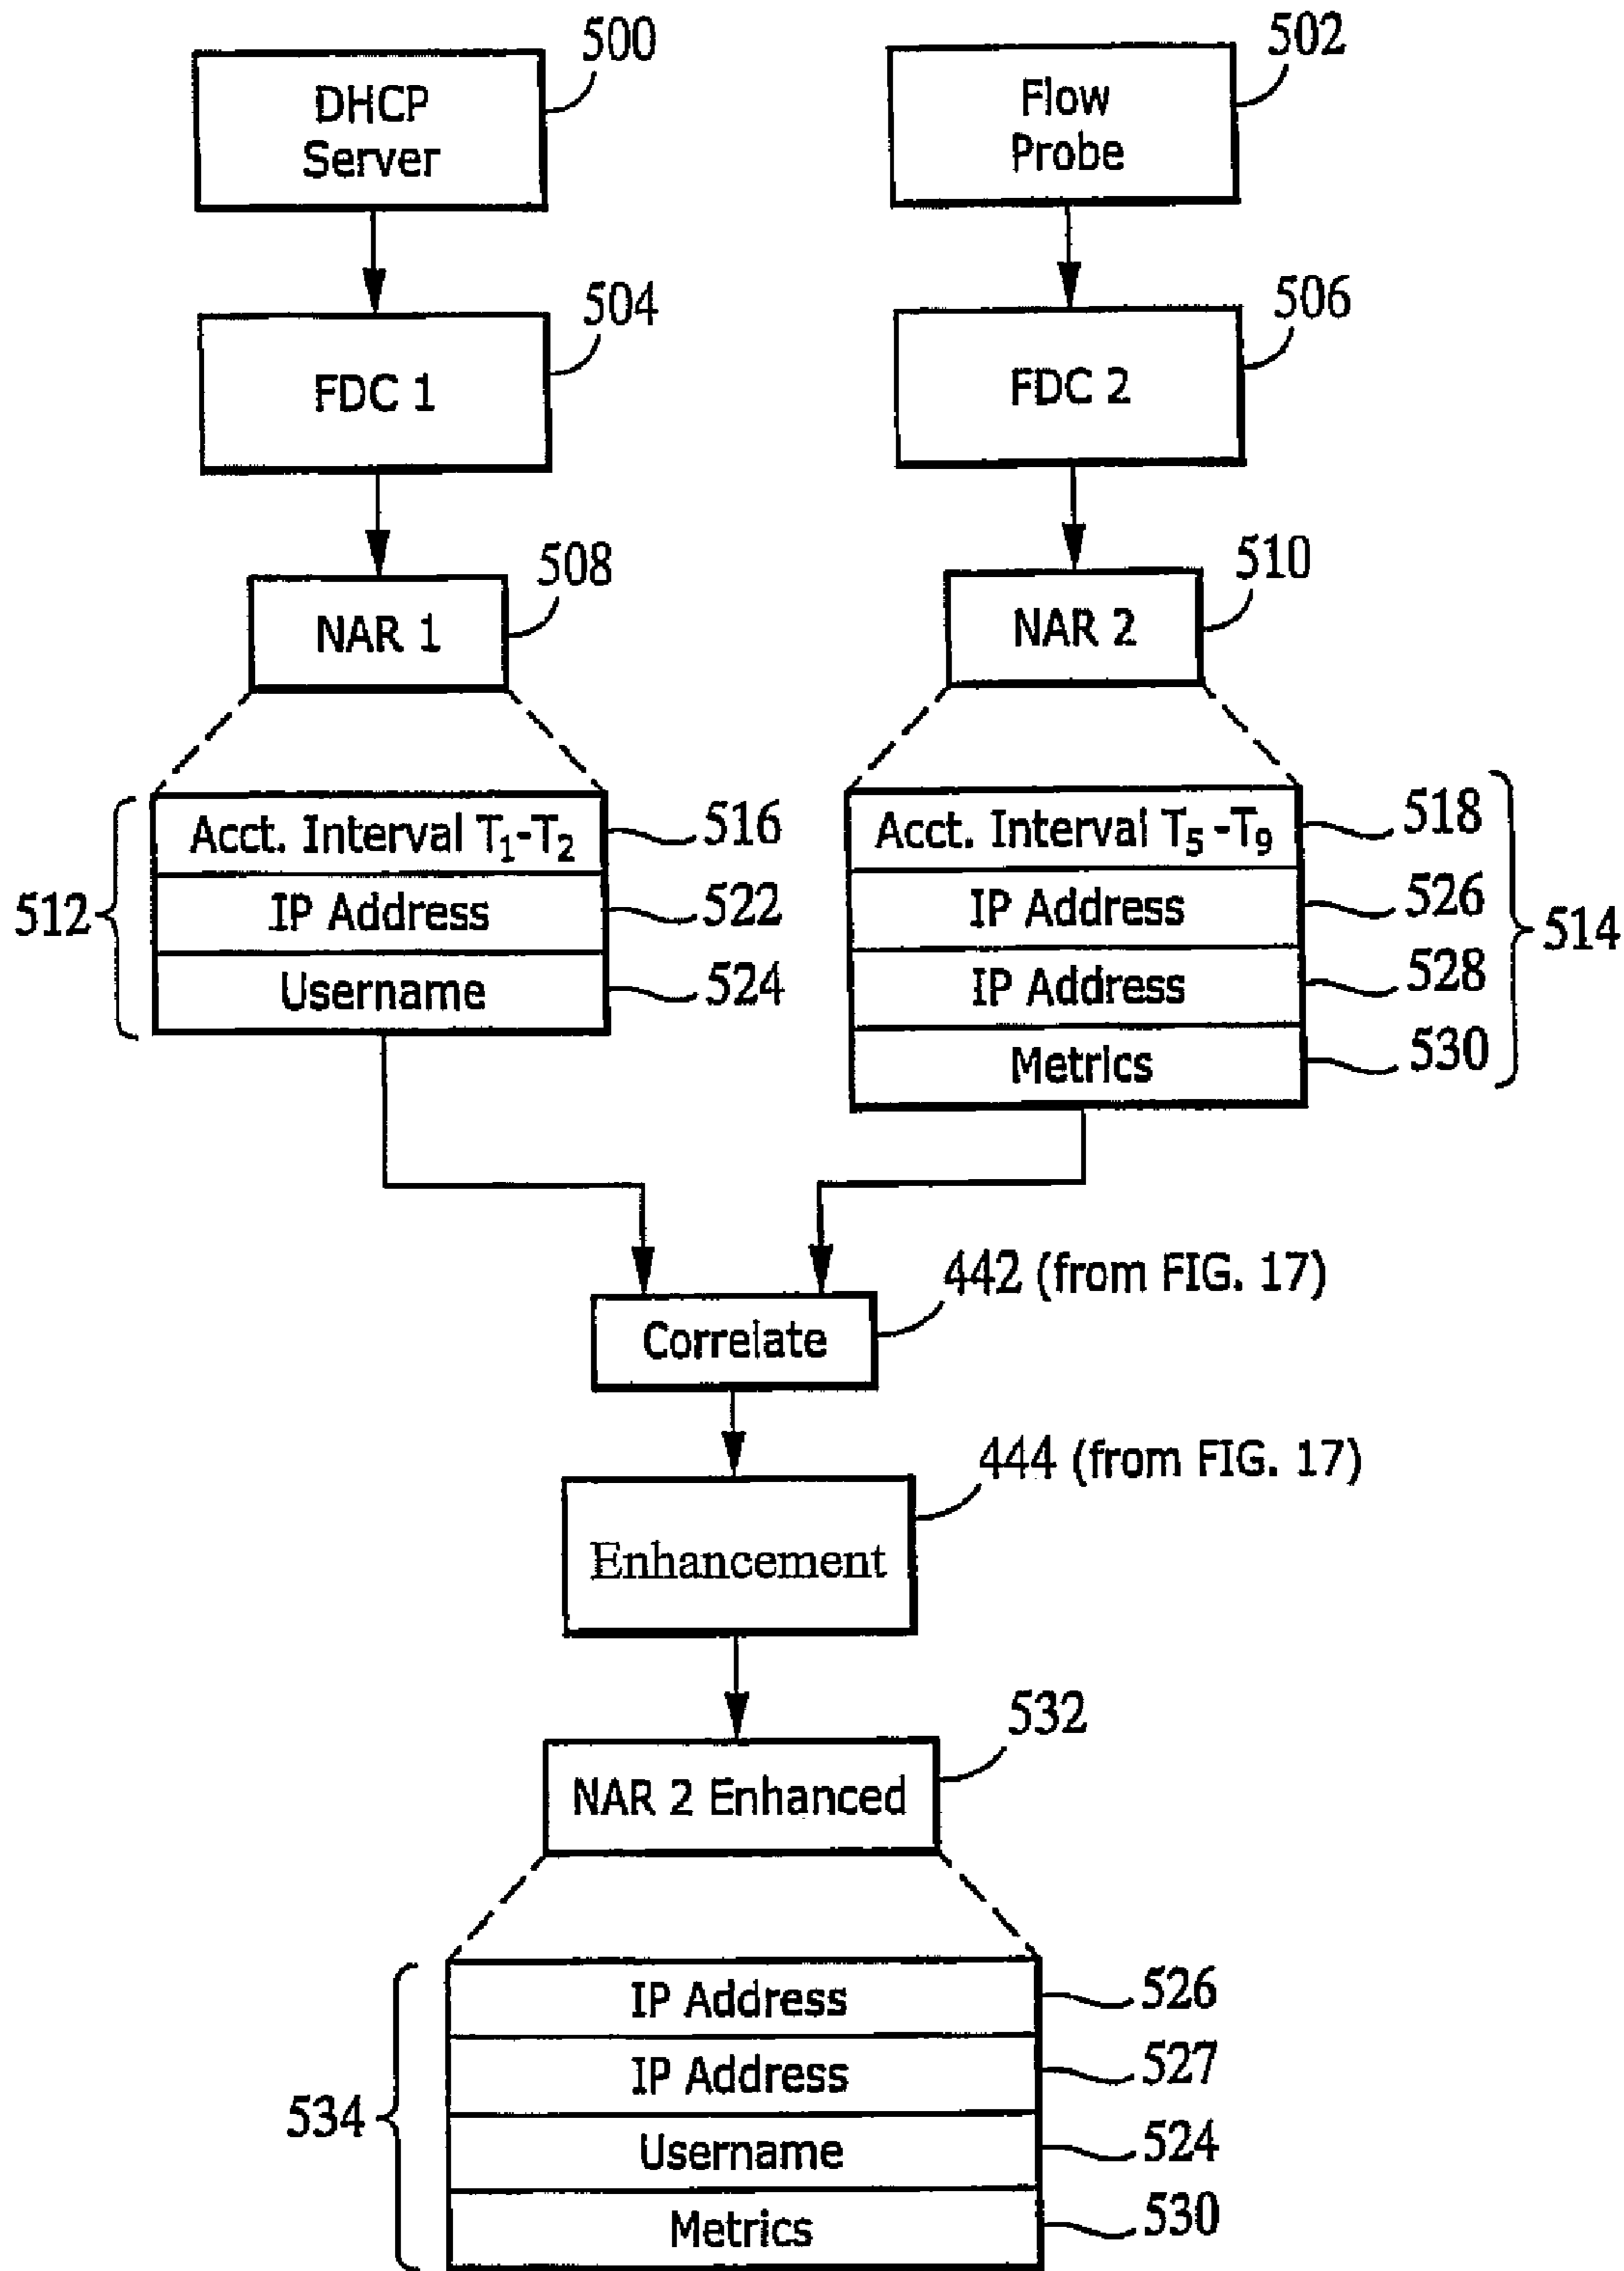 500
502
DHCP
Server
Flow
Probe
504
506
FDC 1
FDC 2
508
510
NAR 1
NAR 2
Acct. Interval T₁-T₂
516
IP Address
522
Username
524
512
Acct. Interval T₅-T₉
518
IP Address
526
IP Address
528
Metrics
530
514
442 (from FIG. 17)
Correlate
444 (from FIG. 17)
Enhancement
532
NAR 2 Enhanced
IP Address
526
IP Address
527
Username
524
Metrics
530
534